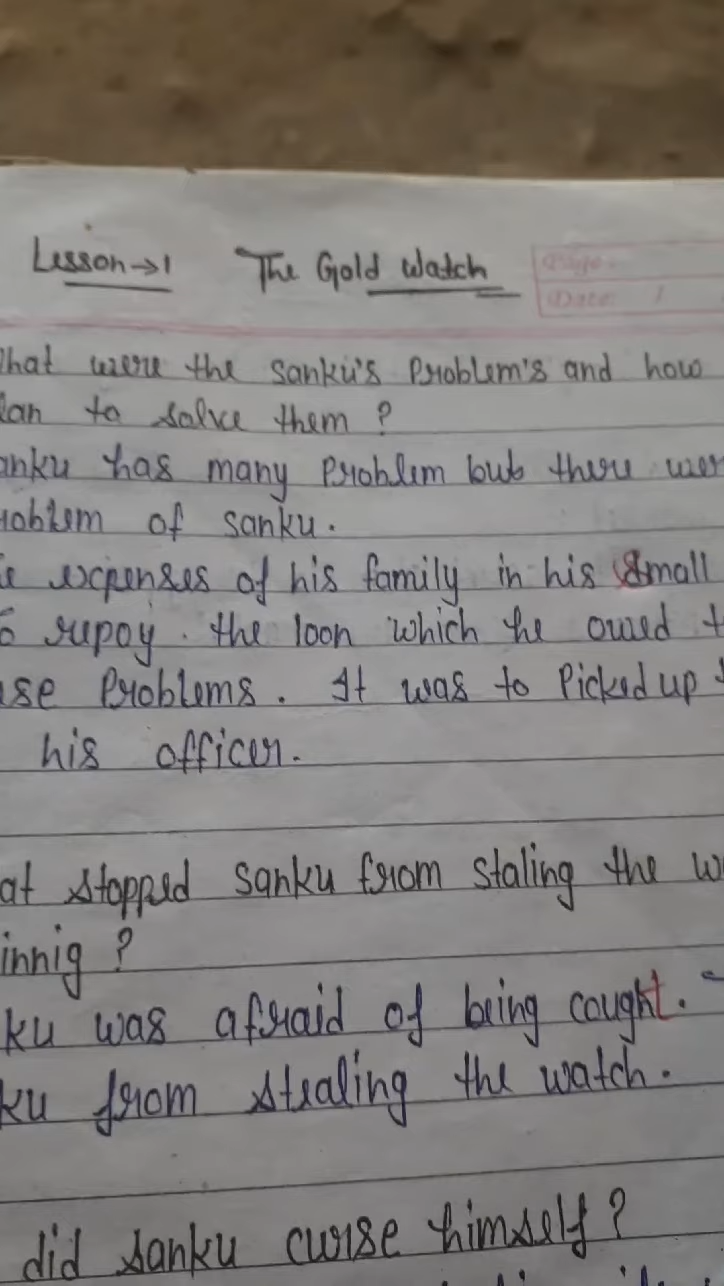 Lesson→1 The Gold Watch
Page:
Date: /
hat were the sanku's Problem's and how
lan to solve them ?
anku has many Problem but there wer
roblem of sanku.
e expenses of his family in his small
o repay. the loon which he owed t
se Problems. It was to Picked up
his officer.
at stopped sanku from staling the w
innig ?
ku was afraid of being cought.
ku from stealing the watch.
did sanku curse himself ?